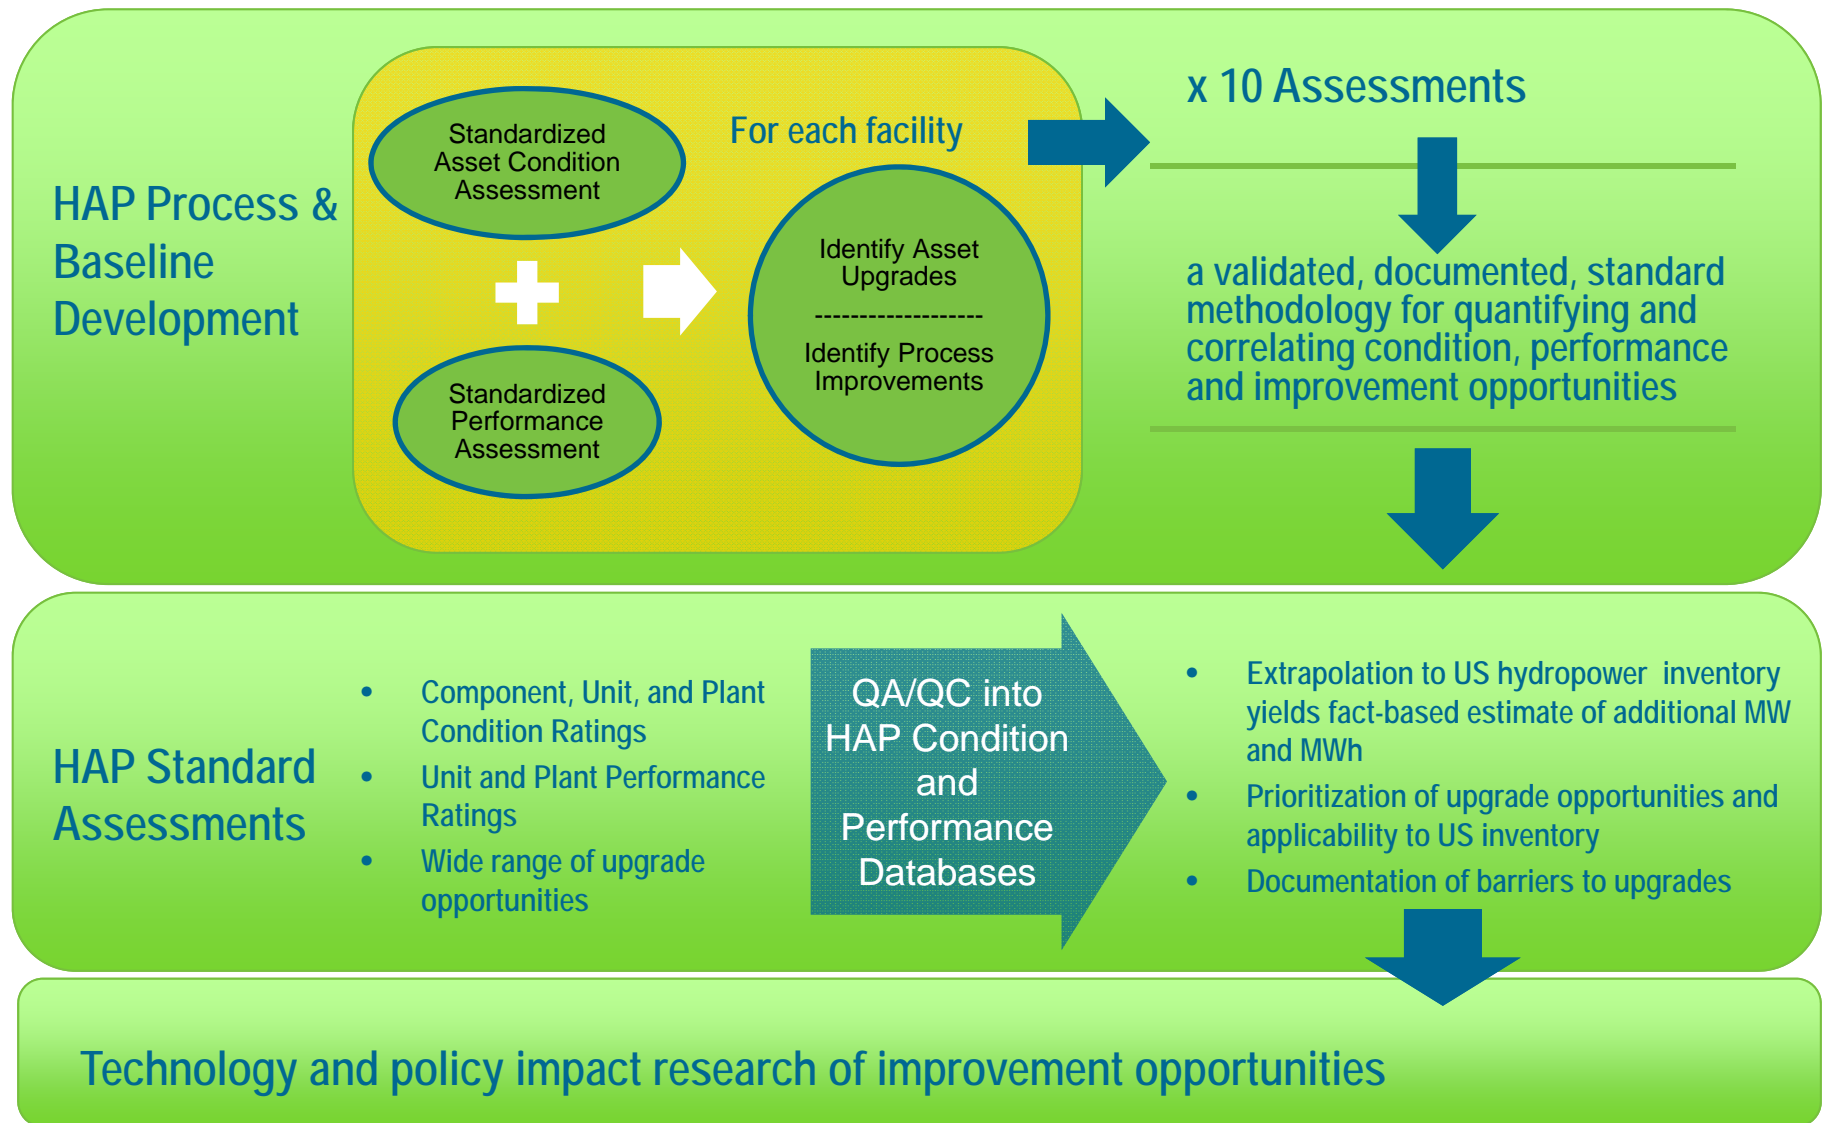 HAP Process &
Baseline
Development
Standardized
Asset Condition
Assessment
Standardized
Performance
Assessment
For each facility
Identify Asset
Upgrades
-------------------
Identify Process
Improvements
x 10 Assessments
a validated, documented, standard
methodology for quantifying and
correlating condition, performance
and improvement opportunities
HAP Standard
Assessments
• Component, Unit, and Plant
Condition Ratings
• Unit and Plant Performance
Ratings
• Wide range of upgrade
opportunities
QA/QC into
HAP Condition
and
Performance
Databases
• Extrapolation to US hydropower inventory
yields fact-based estimate of additional MW
and MWh
• Prioritization of upgrade opportunities and
applicability to US inventory
• Documentation of barriers to upgrades
Technology and policy impact research of improvement opportunities